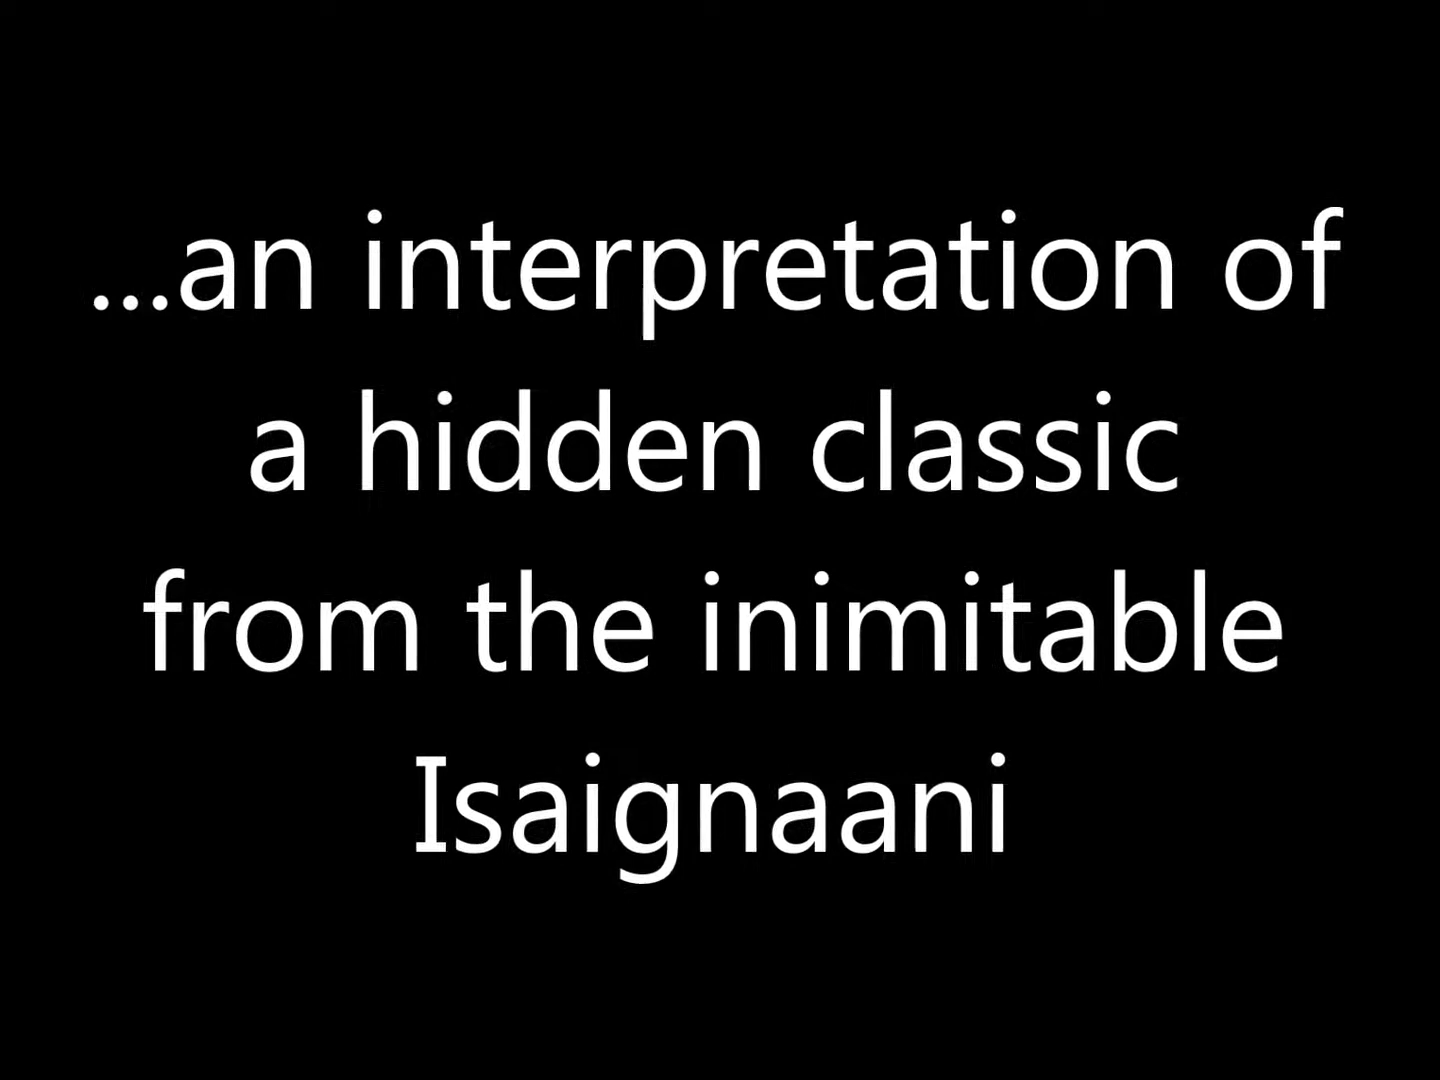 ...an interpretation of
a hidden classic
from the inimitable
Isaignaani